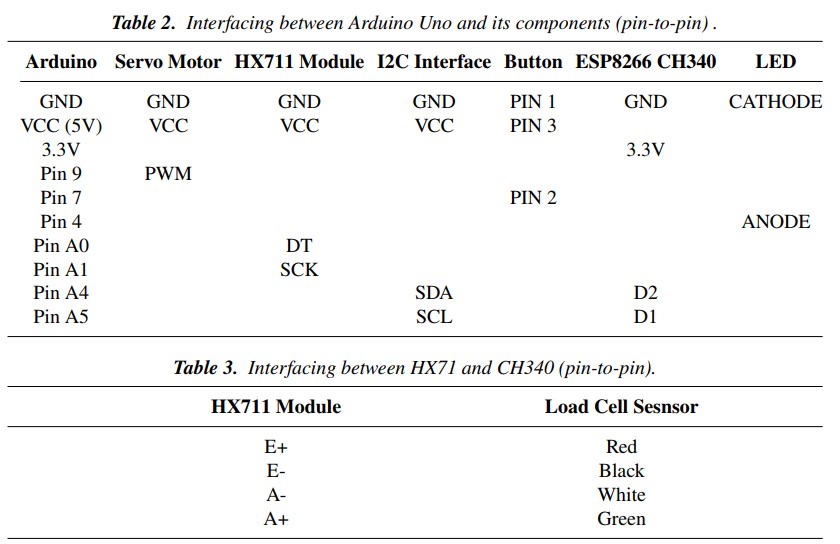 Table 2. Interfacing between Arduino Uno and its components (pin-to-pin) .
Arduino Servo Motor HX711 Module I2C Interface Button ESP8266 CH340 LED
GND GND GND GND PIN 1 GND CATHODE
VCC (5V) VCC VCC VCC PIN 3
3.3V 3.3V
Pin 9 PWM
Pin 7 PIN 2
Pin 4 ANODE
Pin A0 DT
Pin A1 SCK
Pin A4 SDA D2
Pin A5 SCL D1
Table 3. Interfacing between HX71 and CH340 (pin-to-pin).
HX711 Module Load Cell Sesnsor
E+ Red
E- Black
A- White
A+ Green